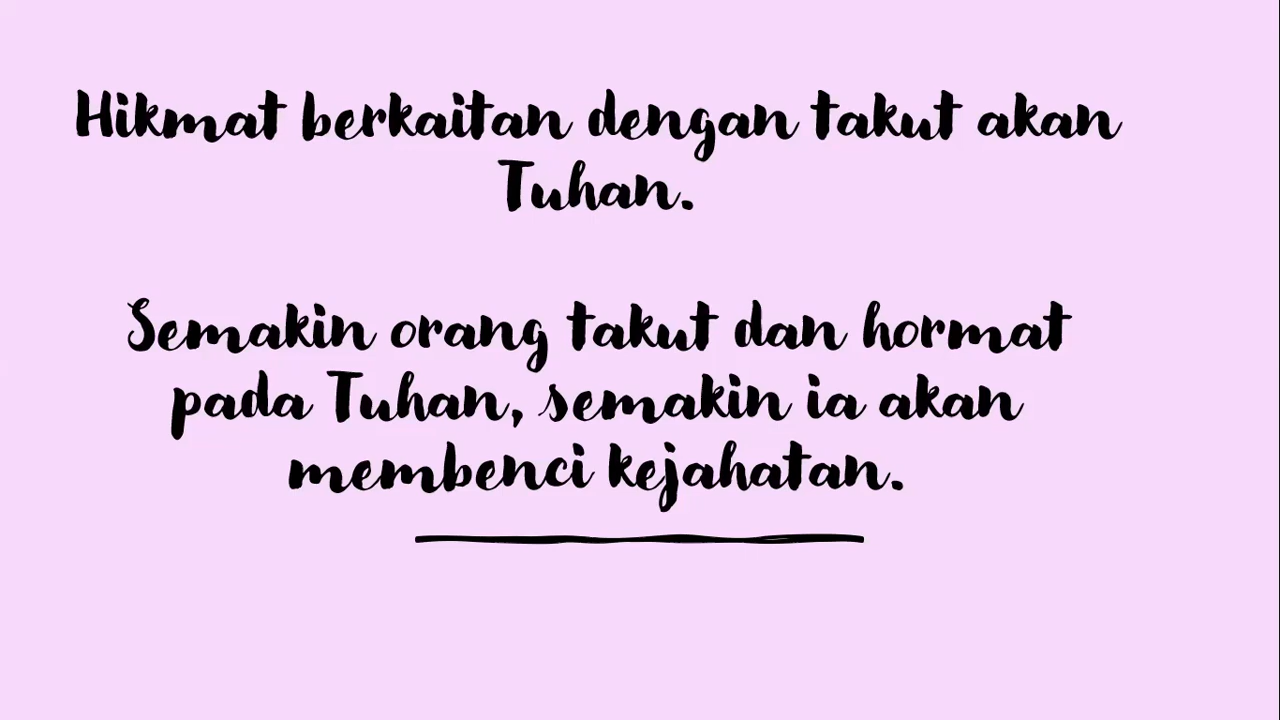 Hikmat berkaitan dengan takut akan
Tuhan.
Semakin orang takut dan hormat
pada Tuhan, semakin ia akan
membenci kejahatan.